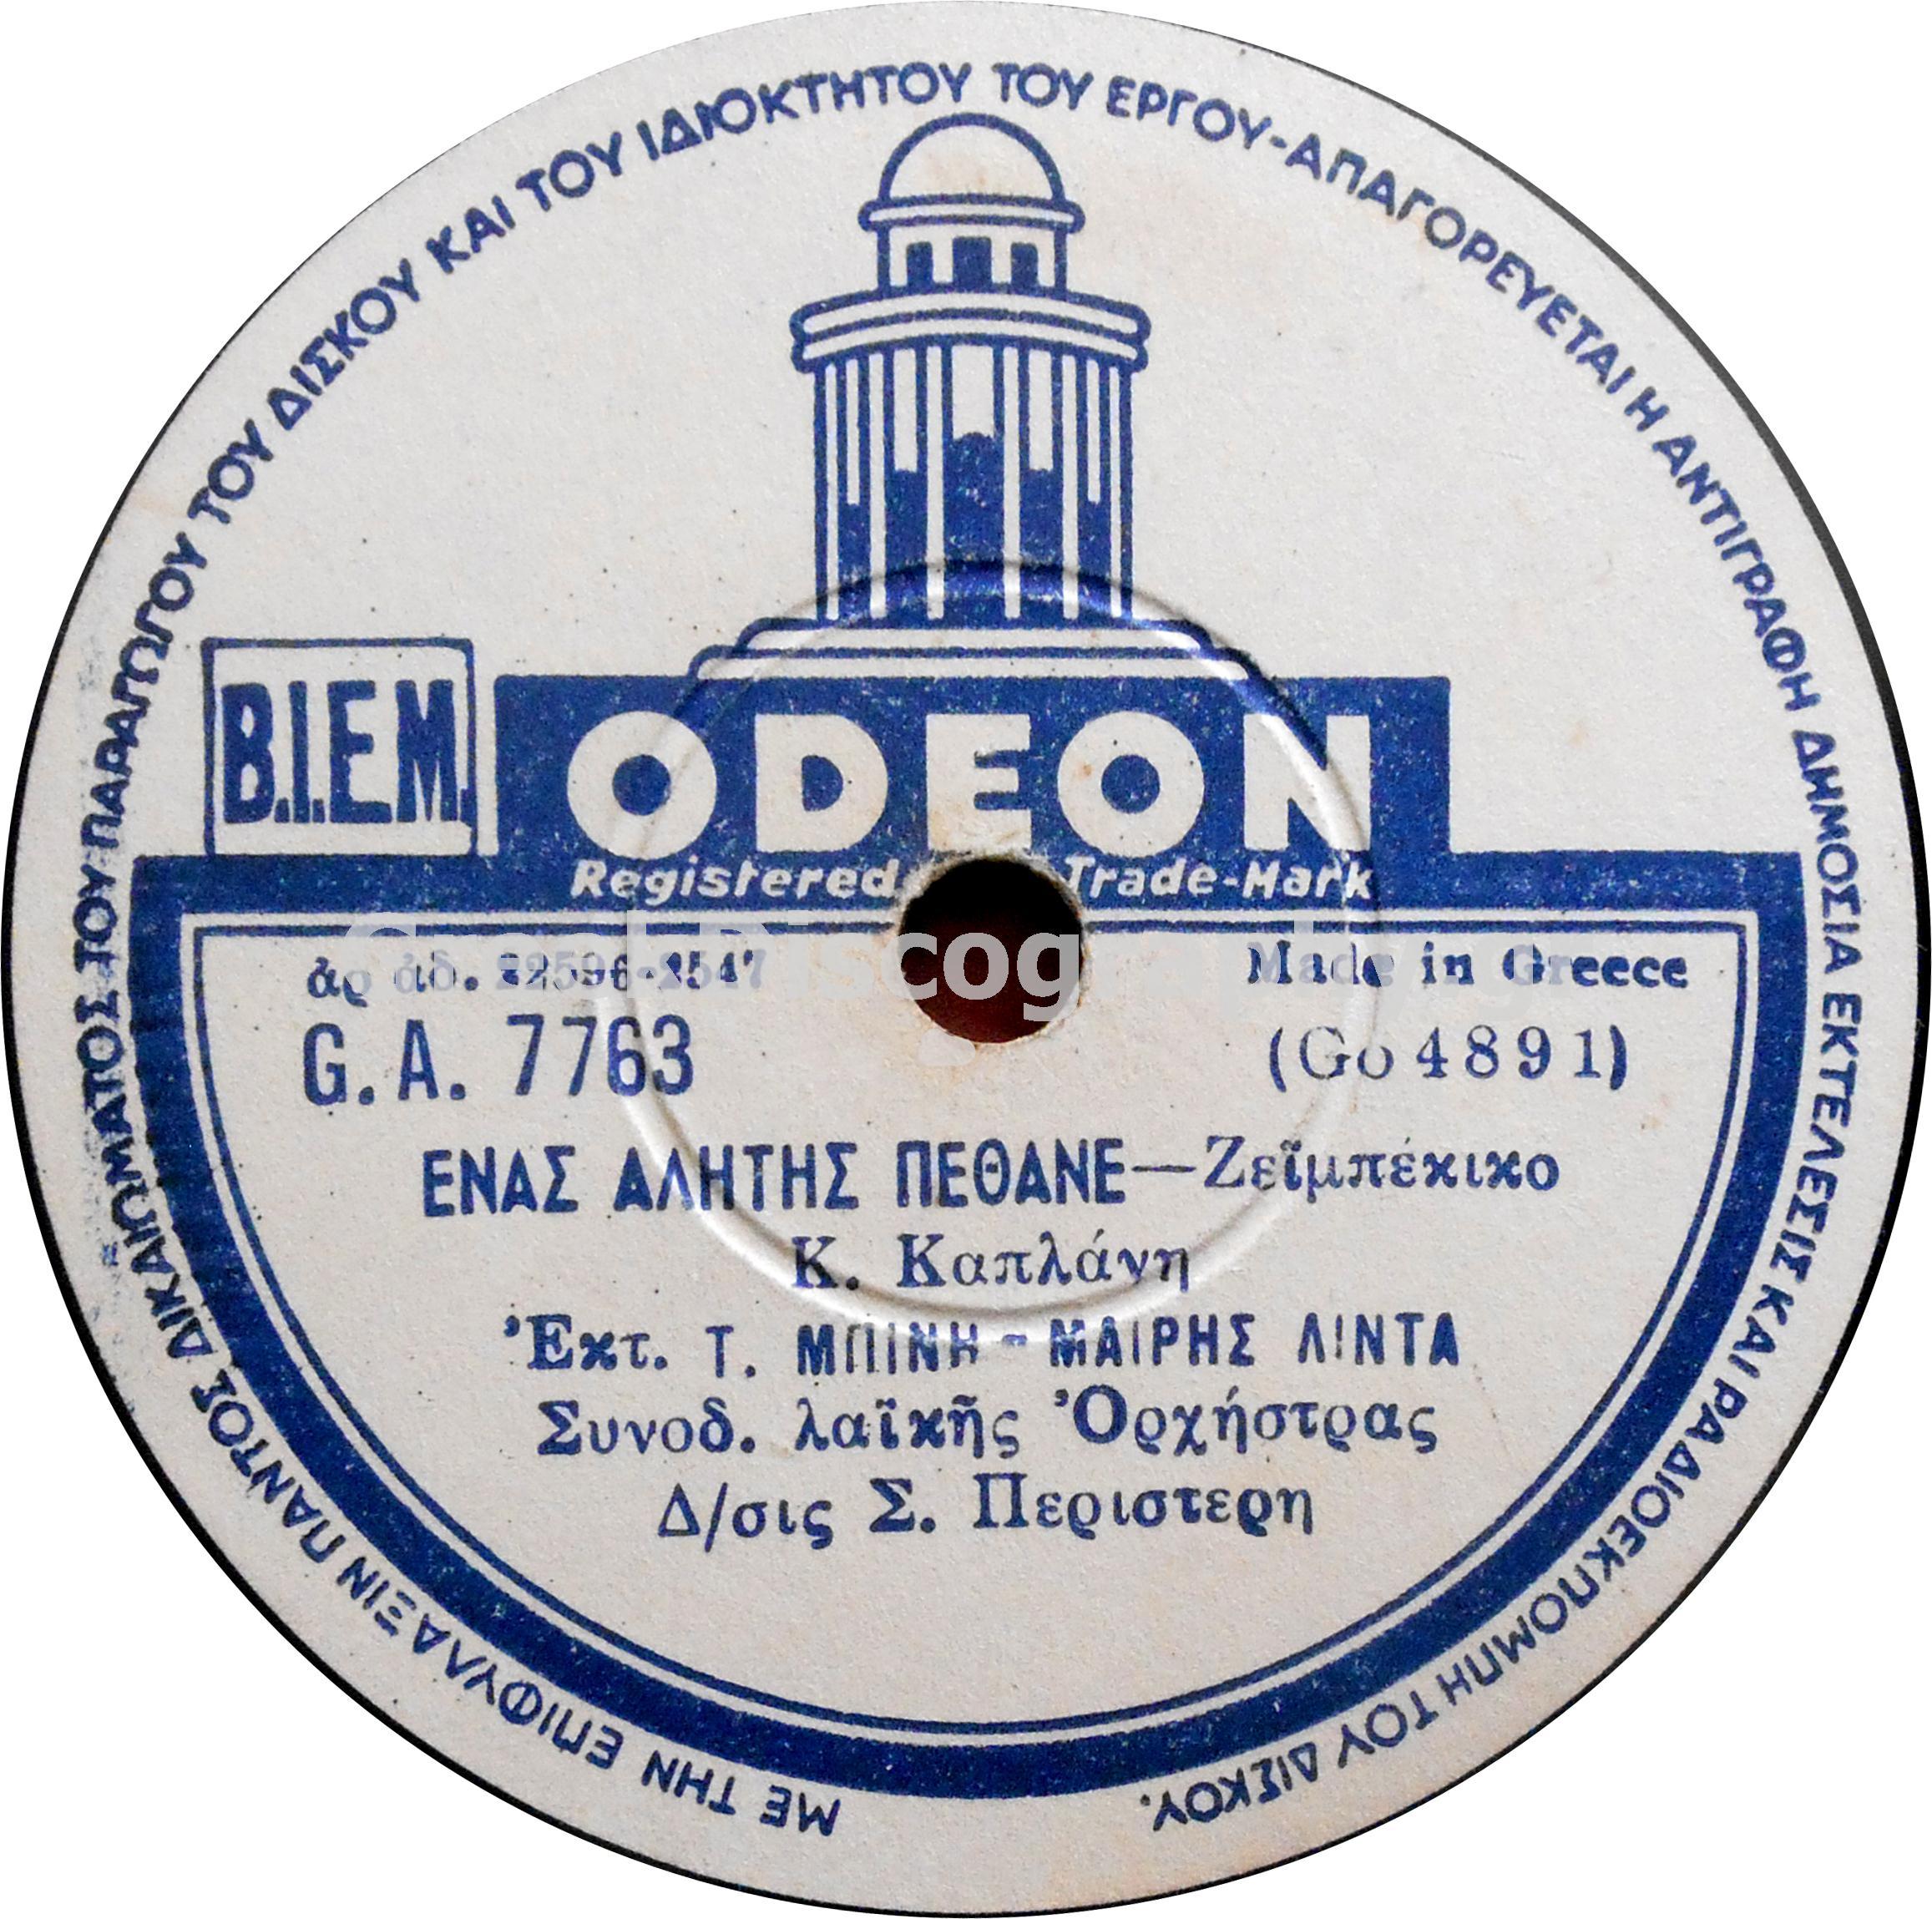 ΜΕ ΤΗΝ ΕΠΙΦΥΛΑΞΙΝ ΠΑΝΤΟΣ ΔΙΚΑΙΩΜΑΤΟΣ ΤΟΥ ΠΑΡΑΓΩΓΟΥ ΤΟΥ ΔΙΣΚΟΥ ΚΑΙ ΤΟΥ ΙΔΙΟΚΤΗΤΟΥ ΤΟΥ ΕΡΓΟΥ-ΑΠΑΓΟΡΕΥΕΤΑΙ Η ΑΝΤΙΓΡΑΦΗ ΔΗΜΟΣΙΑ ΕΚΤΕΛΕΣΙΣ ΚΑΙ ΡΑΔΙΟΕΚΠΟΜΠΗ ΤΟΥ ΔΙΣΚΟΥ.
B.I.E.M.
ODEON
Registered Trade-Mark
ἀρ ἀδ. Made in Greece
G. A. 7763 (Go 4891)
ΕΝΑΣ ΑΛΗΤΗΣ ΠΕΘΑΝΕ—Ζεϊμπέκικο
Κ. Καπλάνη
Ἐκτ. Τ. ΜΠΙΝΗ - ΜΑΙΡΗΣ ΛΙΝΤΑ
Συνοδ. λαϊκῆς Ὀρχήστρας
Δ/σις Σ. Περιστερη